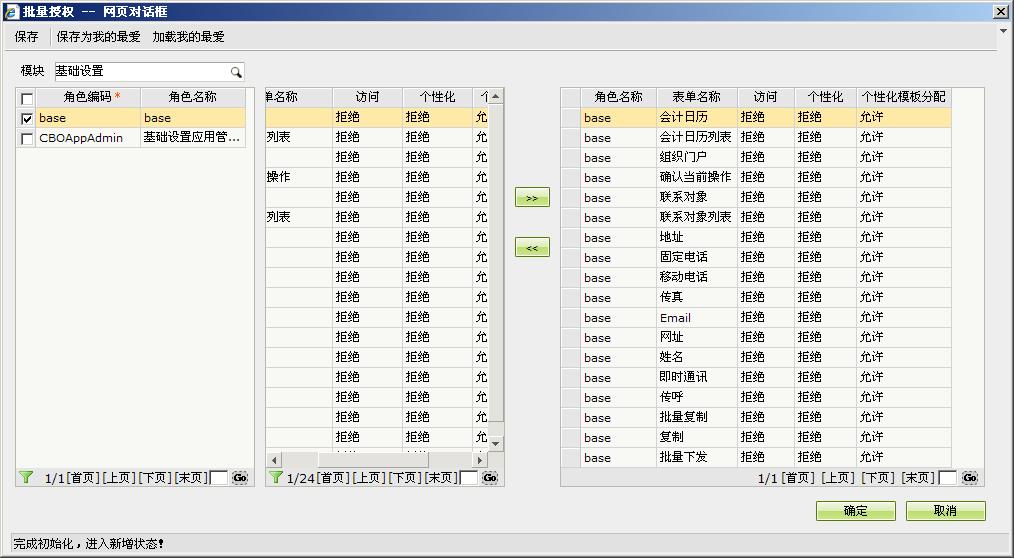 批量授权 -- 网页对话框
保存 保存为我的最爱 加载我的最爱
模块 基础设置
角色编码* 角色名称
base base
CBOAppAdmin 基础设置应用管...
1/1[首页][上页][下页][末页] Go
单名称 访问 个性化 个
拒绝 拒绝 允
列表 拒绝 拒绝 允
拒绝 拒绝 允
操作 拒绝 拒绝 允
拒绝 拒绝 允
列表 拒绝 拒绝 允
拒绝 拒绝 允
拒绝 拒绝 允
拒绝 拒绝 允
拒绝 拒绝 允
拒绝 拒绝 允
拒绝 拒绝 允
拒绝 拒绝 允
拒绝 拒绝 允
拒绝 拒绝 允
拒绝 拒绝 允
拒绝 拒绝 允
1/24[首页][上页][下页][末页] Go
>>
<<
角色名称 表单名称 访问 个性化 个性化模板分配
base 会计日历 拒绝 拒绝 允许
base 会计日历列表 拒绝 拒绝 允许
base 组织门户 拒绝 拒绝 允许
base 确认当前操作 拒绝 拒绝 允许
base 联系对象 拒绝 拒绝 允许
base 联系对象列表 拒绝 拒绝 允许
base 地址 拒绝 拒绝 允许
base 固定电话 拒绝 拒绝 允许
base 移动电话 拒绝 拒绝 允许
base 传真 拒绝 拒绝 允许
base Email 拒绝 拒绝 允许
base 网址 拒绝 拒绝 允许
base 姓名 拒绝 拒绝 允许
base 即时通讯 拒绝 拒绝 允许
base 传呼 拒绝 拒绝 允许
base 批量复制 拒绝 拒绝 允许
base 复制 拒绝 拒绝 允许
base 批量下发 拒绝 拒绝 允许
1/1 [首页] [上页] [下页] [末页] Go
确定 取消
完成初始化，进入新增状态！